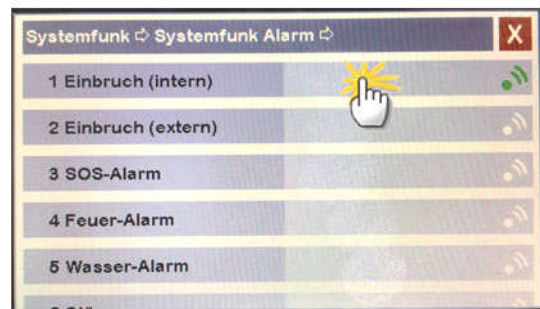 Systemfunk ⇨ Systemfunk Alarm ⇨
X
1 Einbruch (intern)
2 Einbruch (extern)
3 SOS-Alarm
4 Feuer-Alarm
5 Wasser-Alarm